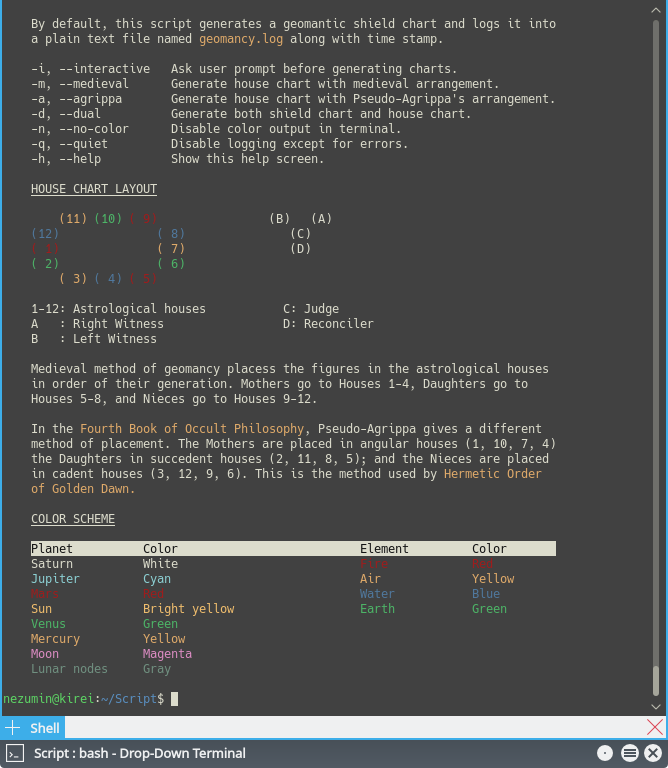 By default, this script generates a geomantic shield chart and logs it into
a plain text file named geomancy.log along with time stamp.
-i, --interactive   Ask user prompt before generating charts.
-m, --medieval      Generate house chart with medieval arrangement.
-a, --agrippa       Generate house chart with Pseudo-Agrippa's arrangement.
-d, --dual          Generate both shield chart and house chart.
-n, --no-color      Disable color output in terminal.
-q, --quiet         Disable logging except for errors.
-h, --help          Show this help screen.
HOUSE CHART LAYOUT
(11) (10) ( 9)                (B)   (A)
(12)              ( 8)               (C)
( 1)              ( 7)               (D)
( 2)              ( 6)
( 3) ( 4) ( 5)
1-12: Astrological houses           C: Judge
A   : Right Witness                 D: Reconciler
B   : Left Witness
Medieval method of geomancy placess the figures in the astrological houses
in order of their generation. Mothers go to Houses 1-4, Daughters go to
Houses 5-8, and Nieces go to Houses 9-12.
In the Fourth Book of Occult Philosophy, Pseudo-Agrippa gives a different
method of placement. The Mothers are placed in angular houses (1, 10, 7, 4)
the Daughters in succedent houses (2, 11, 8, 5); and the Nieces are placed
in cadent houses (3, 12, 9, 6). This is the method used by Hermetic Order
of Golden Dawn.
COLOR SCHEME
Planet          Color                          Element         Color
Saturn          White                          Fire            Red
Jupiter         Cyan                           Air             Yellow
Mars            Red                            Water           Blue
Sun             Bright yellow                  Earth           Green
Venus           Green
Mercury         Yellow
Moon            Magenta
Lunar nodes     Gray
nezumin@kirei:~/Script$
Shell
Script : bash - Drop-Down Terminal